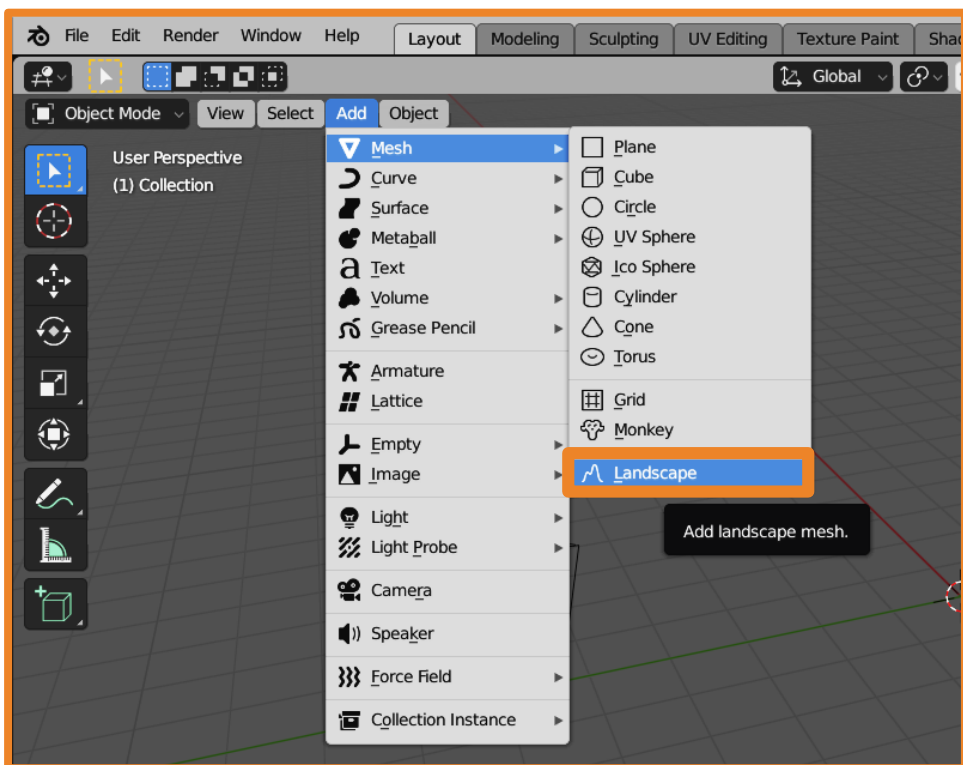 File Edit Render Window Help Layout Modeling Sculpting UV Editing Texture Paint Shad
Global
Object Mode View Select Add Object
User Perspective
(1) Collection
Mesh
Curve
Surface
Metaball
Text
Volume
Grease Pencil
Armature
Lattice
Empty
Image
Light
Light Probe
Camera
Speaker
Force Field
Collection Instance
Plane
Cube
Circle
UV Sphere
Ico Sphere
Cylinder
Cone
Torus
Grid
Monkey
Landscape
Add landscape mesh.